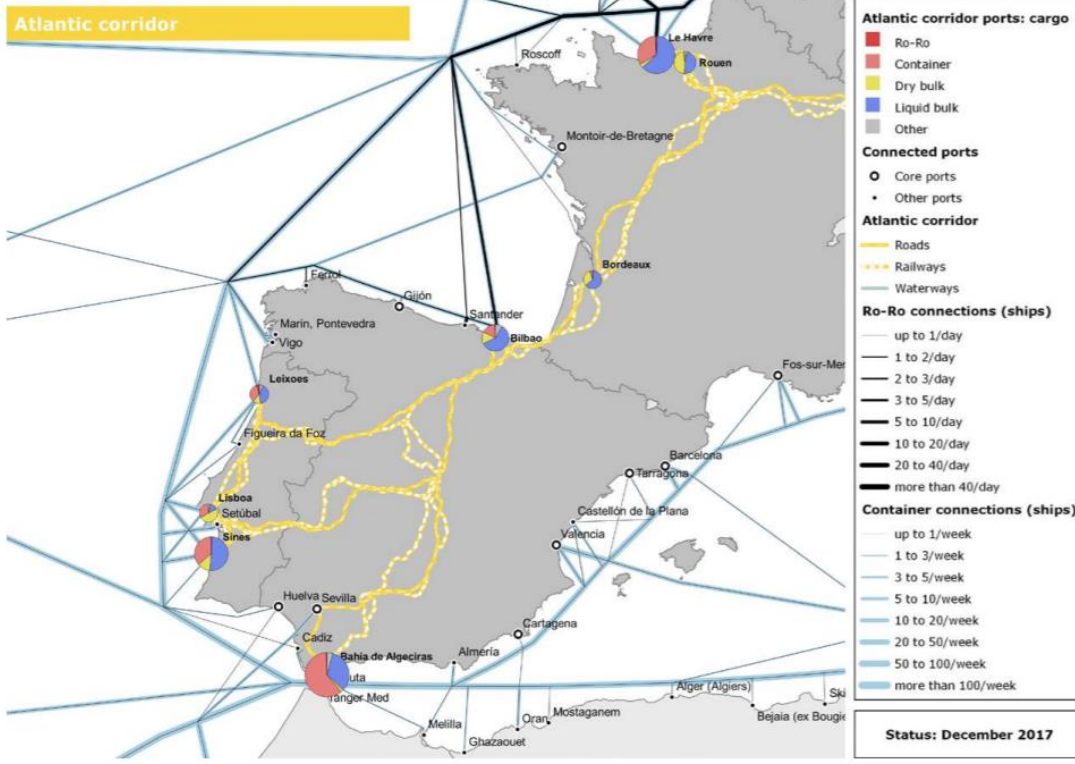 Atlantic corridor
Le Havre
Rouen
Roscoff
Montoir-de-Bretagne
Bordeaux
Ferrol
Gijón
Santander
Bilbao
Marin, Pontevedra
Vigo
Leixoes
Fos-sur-Mer
Figueira da Foz
Barcelona
Tarragona
Lisboa
Setúbal
Castellón de la Plana
Sines
Valencia
Huelva
Sevilla
Cadiz
Cartagena
Bahía de Algeciras
Almería
uta
Tanger Med
Alger (Algiers)
Ski
Melilla
Oran
Mostaganem
Bejaia (ex Bougie
Ghazaouet
Atlantic corridor ports: cargo
Ro-Ro
Container
Dry bulk
Liquid bulk
Other
Connected ports
Core ports
Other ports
Atlantic corridor
Roads
Railways
Waterways
Ro-Ro connections (ships)
up to 1/day
1 to 2/day
2 to 3/day
3 to 5/day
5 to 10/day
10 to 20/day
20 to 40/day
more than 40/day
Container connections (ships)
up to 1/week
1 to 3/week
3 to 5/week
5 to 10/week
10 to 20/week
20 to 50/week
50 to 100/week
more than 100/week
Status: December 2017